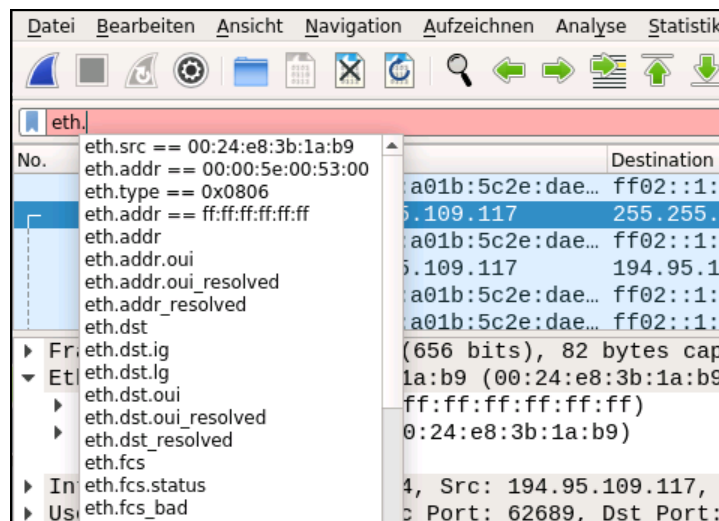 Datei Bearbeiten Ansicht Navigation Aufzeichnen Analyse Statistik
eth.
No. Destination
eth.src == 00:24:e8:3b:1a:b9
eth.addr == 00:00:5e:00:53:00
eth.type == 0x0806
eth.addr == ff:ff:ff:ff:ff:ff
eth.addr
eth.addr.oui
eth.addr.oui_resolved
eth.addr_resolved
eth.dst
eth.dst.ig
eth.dst.lg
eth.dst.oui
eth.dst.oui_resolved
eth.dst_resolved
eth.fcs
eth.fcs.status
eth.fcs_bad
:a01b:5c2e:dae… ff02::1:
5.109.117 255.255.
:a01b:5c2e:dae… ff02::1:
5.109.117 194.95.1
:a01b:5c2e:dae… ff02::1:
:a01b:5c2e:dae… ff02::1:
Fr (656 bits), 82 bytes cap
Et 1a:b9 (00:24:e8:3b:1a:b9
ff:ff:ff:ff:ff:ff)
0:24:e8:3b:1a:b9)
In 4, Src: 194.95.109.117,
Use Port: 62689, Dst Port: